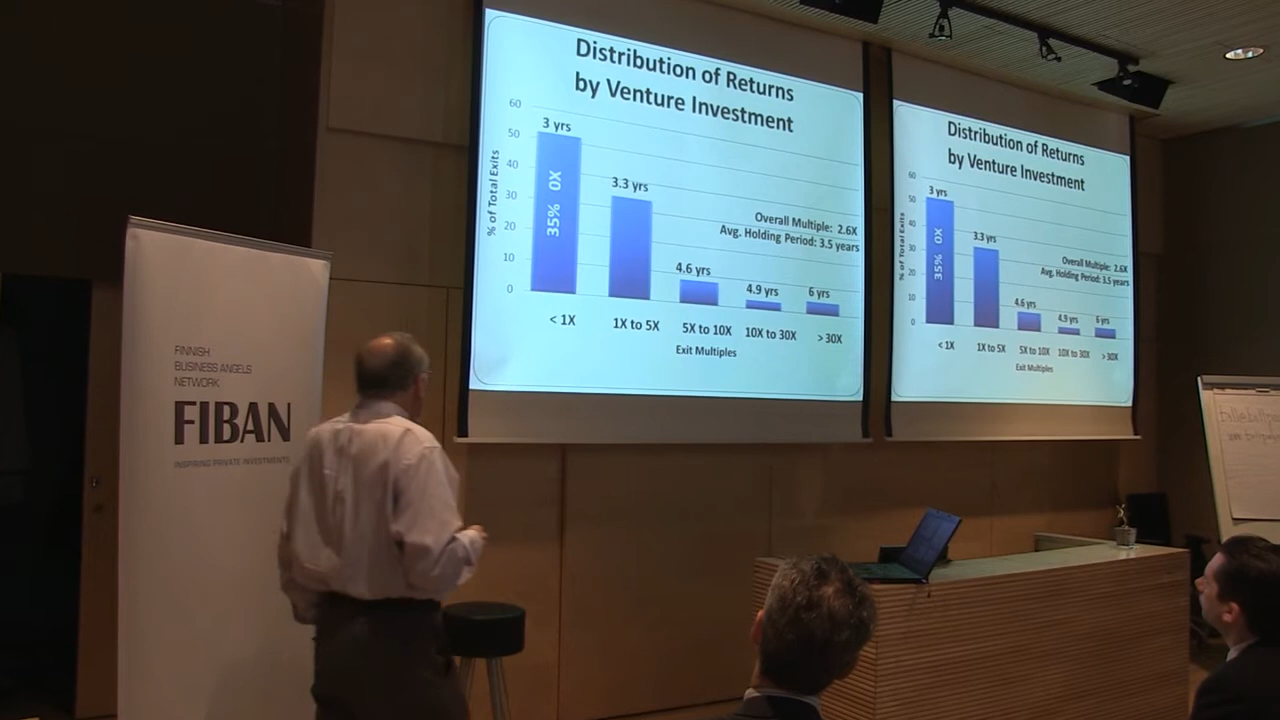 Distribution of Returns
by Venture Investment
60
50
40
30
20
10
0
% of Total Exits
3 yrs
35% 0X
3.3 yrs
4.6 yrs
4.9 yrs
6 yrs
Overall Multiple: 2.6X
Avg. Holding Period: 3.5 years
< 1X
1X to 5X
5X to 10X
10X to 30X
> 30X
Exit Multiples
Distribution of Returns
by Venture Investment
60
50
40
30
20
10
0
% of Total Exits
3 yrs
35% 0X
3.3 yrs
4.6 yrs
4.9 yrs
6 yrs
Overall Multiple: 2.6X
Avg. Holding Period: 3.5 years
< 1X
1X to 5X
5X to 10X
10X to 30X
> 30X
Exit Multiples
FINNISH
BUSINESS ANGELS
NETWORK
FIBAN
INSPIRING PRIVATE INVESTMENTS